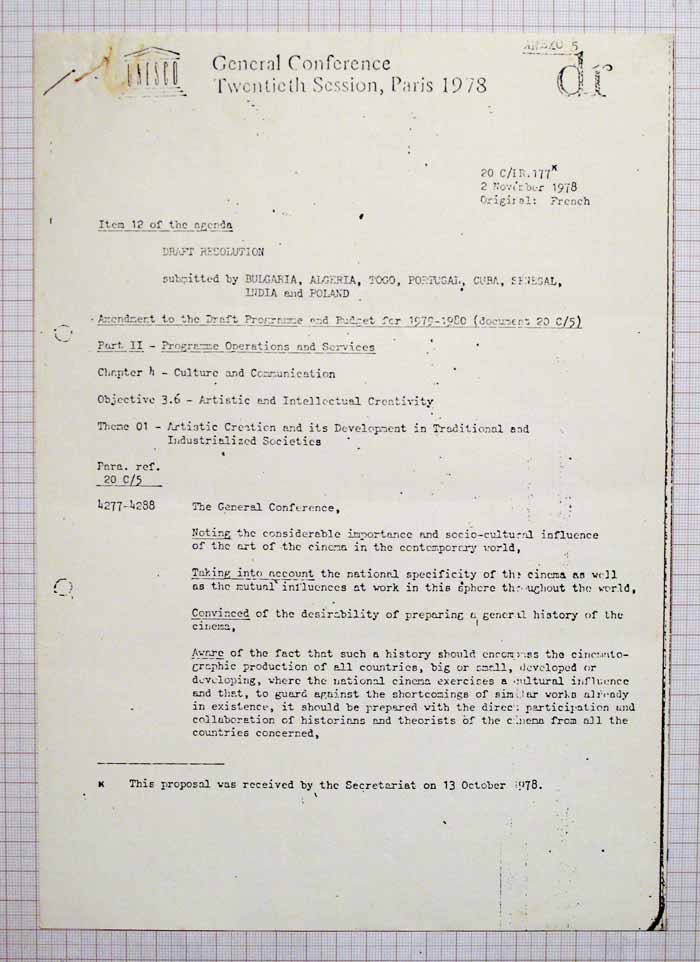 ANEXO 5
UNESCO
General Conference
Twentieth Session, Paris 1978
dr
20 C/DR.177*
2 November 1978
Original: French
Item 12 of the agenda
DRAFT RESOLUTION
submitted by BULGARIA, ALGERIA, TOGO, PORTUGAL, CUBA, SENEGAL,
INDIA and POLAND
Amendment to the Draft Programme and Budget for 1979-1980 (document 20 C/5)
Part II - Programme Operations and Services
Chapter 4 - Culture and Communication
Objective 3.6 - Artistic and Intellectual Creativity
Theme 01 - Artistic Creation and its Development in Traditional and
Industrialized Societies
Para. ref.
20 C/5
4277-4288
The General Conference,
Noting the considerable importance and socio-cultural influence
of the art of the cinema in the contemporary world,
Taking into account the national specificity of the cinema as well
as the mutual influences at work in this sphere throughout the world,
Convinced of the desirability of preparing a general history of the
cinema,
Aware of the fact that such a history should encompass the cinemato-
graphic production of all countries, big or small, developed or
developing, where the national cinema exercises a cultural influence
and that, to guard against the shortcomings of similar works already
in existence, it should be prepared with the direct participation and
collaboration of historians and theorists of the cinema from all the
countries concerned,
* This proposal was received by the Secretariat on 13 October 1978.